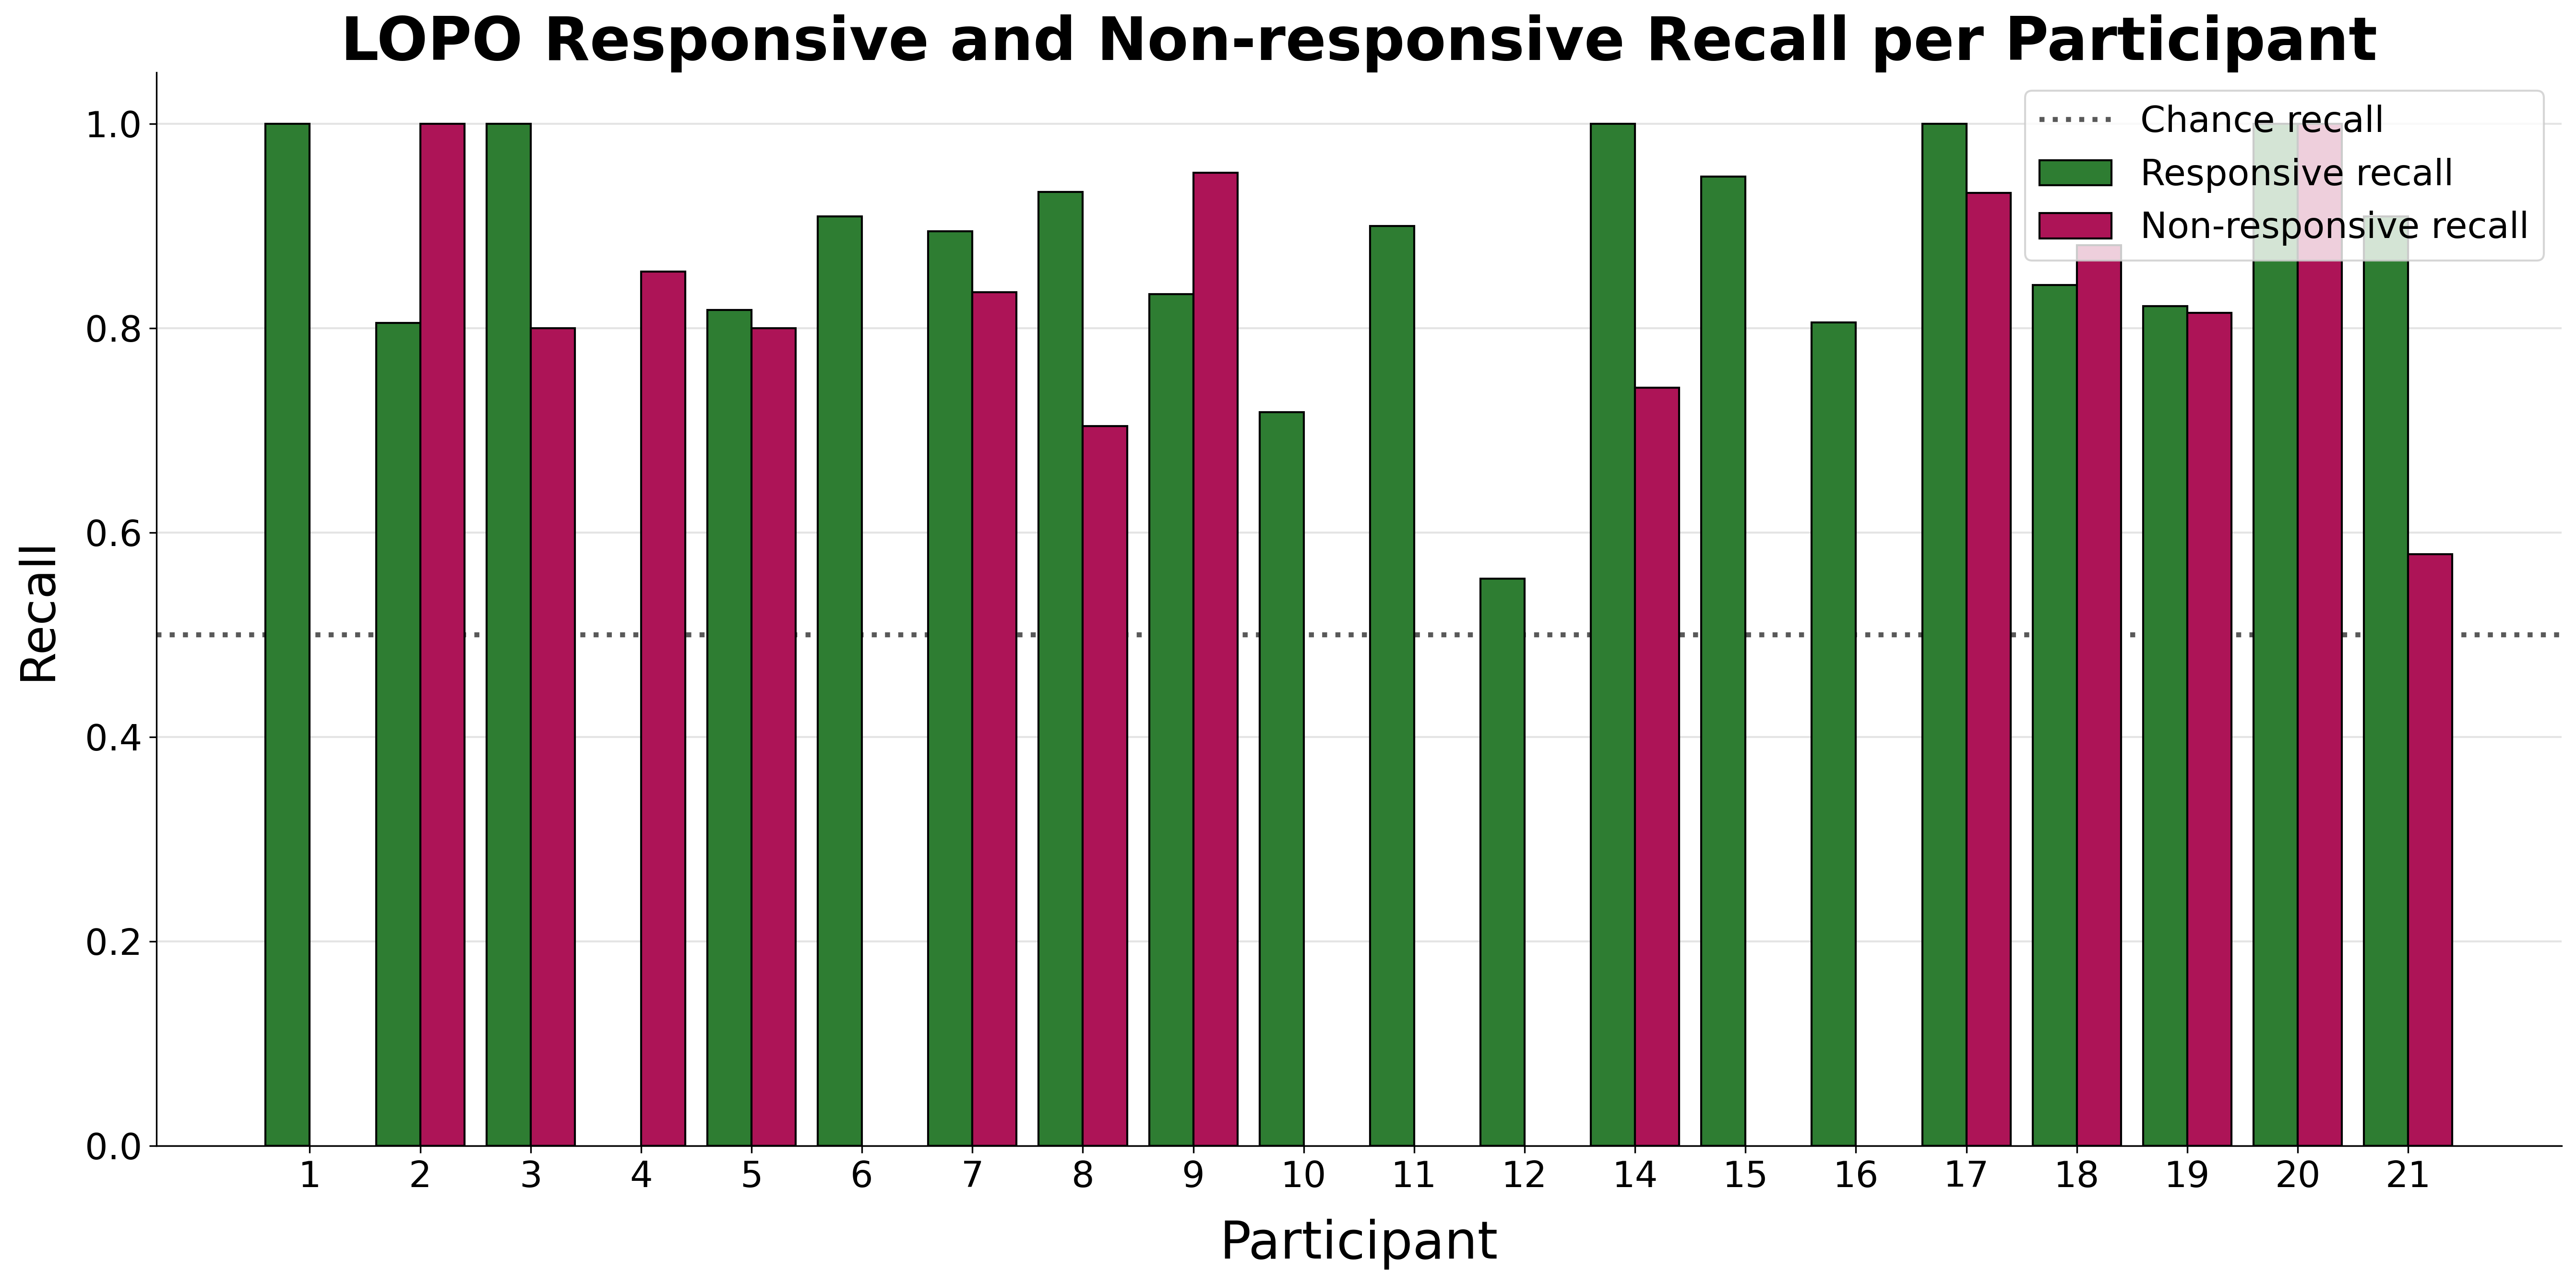 LOPO Responsive and Non-responsive Recall per Participant
Chance recall
Responsive recall
Non-responsive recall
1.0
0.8
0.6
0.4
0.2
0.0
Recall
1 2 3 4 5 6 7 8 9 10 11 12 14 15 16 17 18 19 20 21
Participant